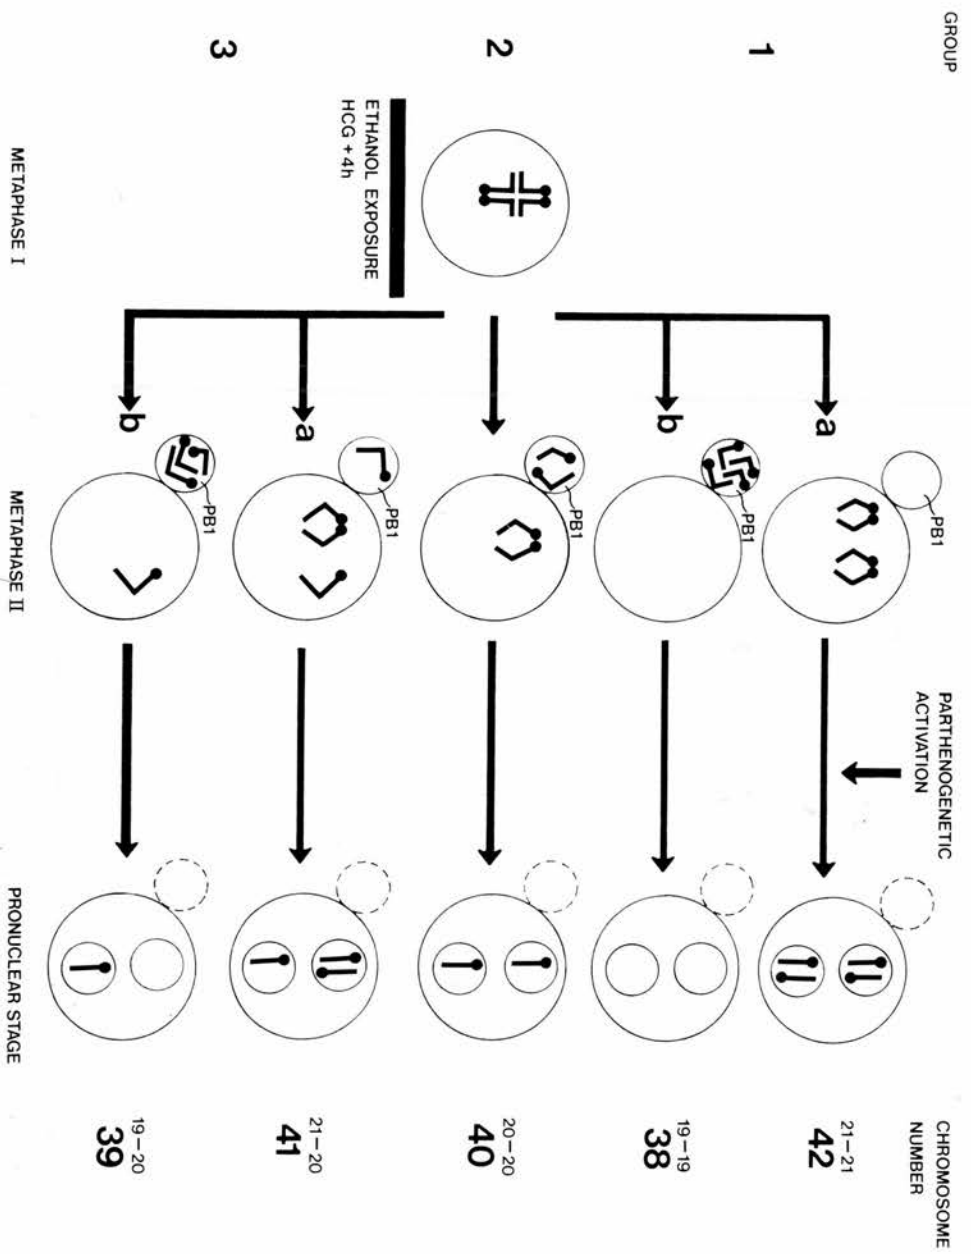 GROUP
PARTHENOGENETIC
ACTIVATION
CHROMOSOME
NUMBER
1
a
PB1
21–21
42
b
PB1
19–19
38
2
PB1
20–20
40
ETHANOL EXPOSURE
HCG + 4h
3
a
PB1
21–20
41
b
PB1
19–20
39
METAPHASE I
METAPHASE II
PRONUCLEAR STAGE